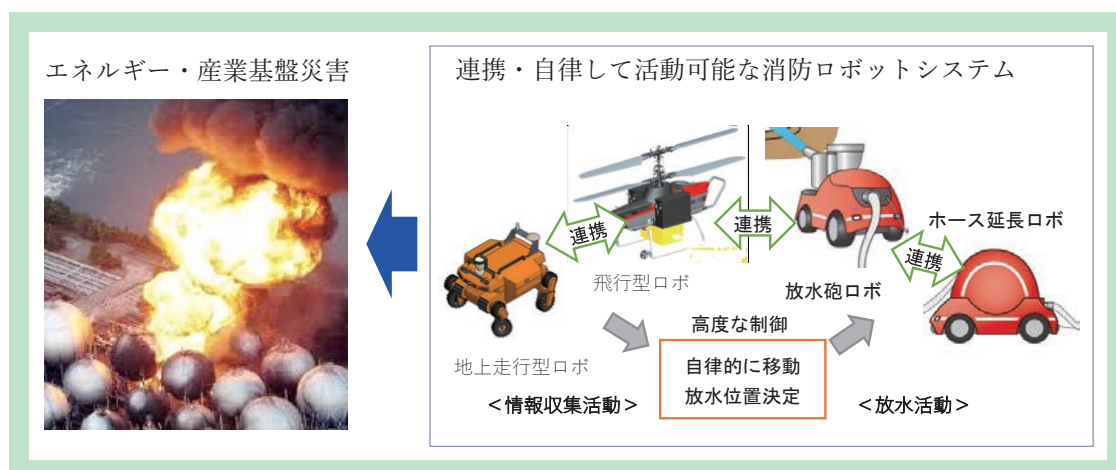 エネルギー・産業基盤災害
連携・自律して活動可能な消防ロボットシステム
連携
連携
ホース延長ロボ
連携
飛行型ロボ
放水砲ロボ
高度な制御
地上走行型ロボ
自律的に移動
放水位置決定
＜情報収集活動＞
＜放水活動＞